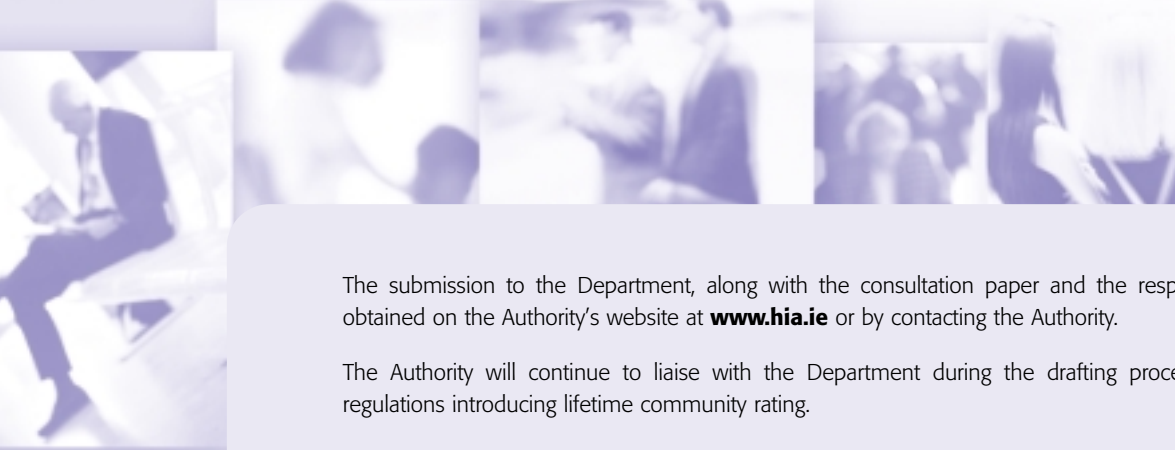 The submission to the Department, along with the consultation paper and the
obtained on the Authority's website at www.hia.ie or by contacting the Authority.
The Authority will continue to liaise with the Department during the drafting
regulations introducing lifetime community rating.